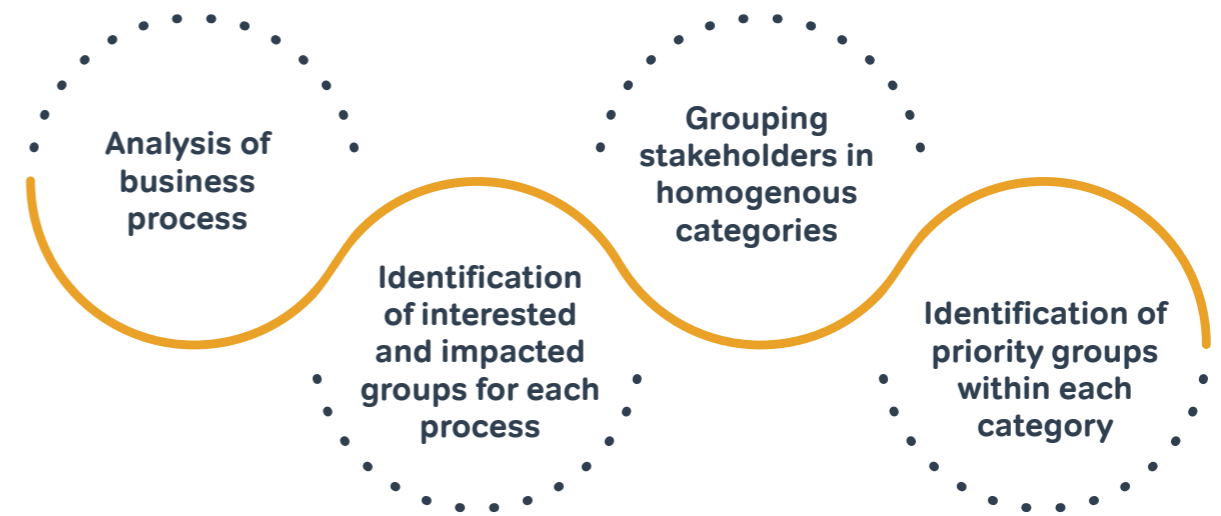 Analysis of
business
process
Identification
of interested
and impacted
groups for each
process
Grouping
stakeholders in
homogenous
categories
Identification of
priority groups
within each
category